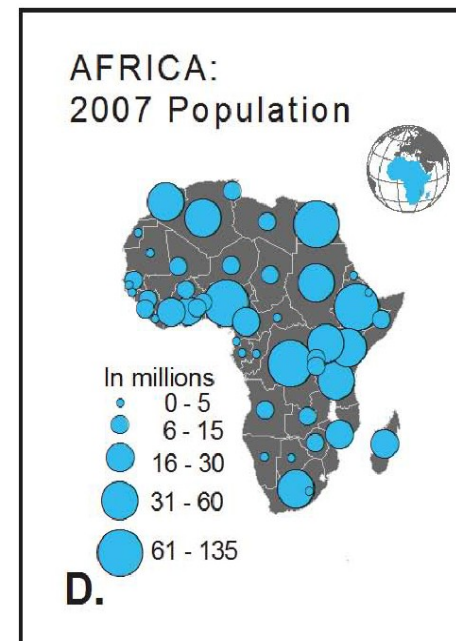 AFRICA:
2007 Population
In millions
0 - 5
6 - 15
16 - 30
31 - 60
61 - 135
D.